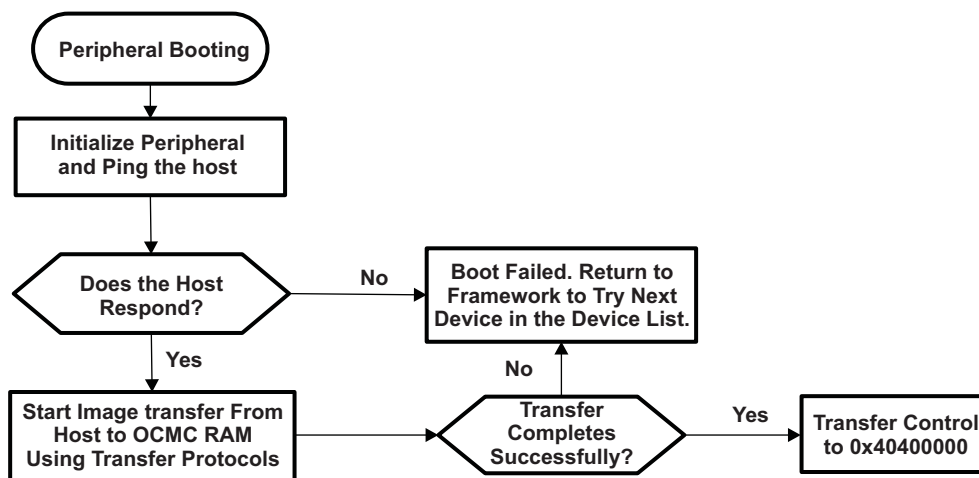 Peripheral Booting
Initialize Peripheral
and Ping the host
Does the Host
Respond?
No
Boot Failed. Return to
Framework to Try Next
Device in the Device List.
Yes
No
Start Image transfer From
Host to OCMC RAM
Using Transfer Protocols
Transfer
Completes
Successfully?
Yes
Transfer Control
to 0x40400000